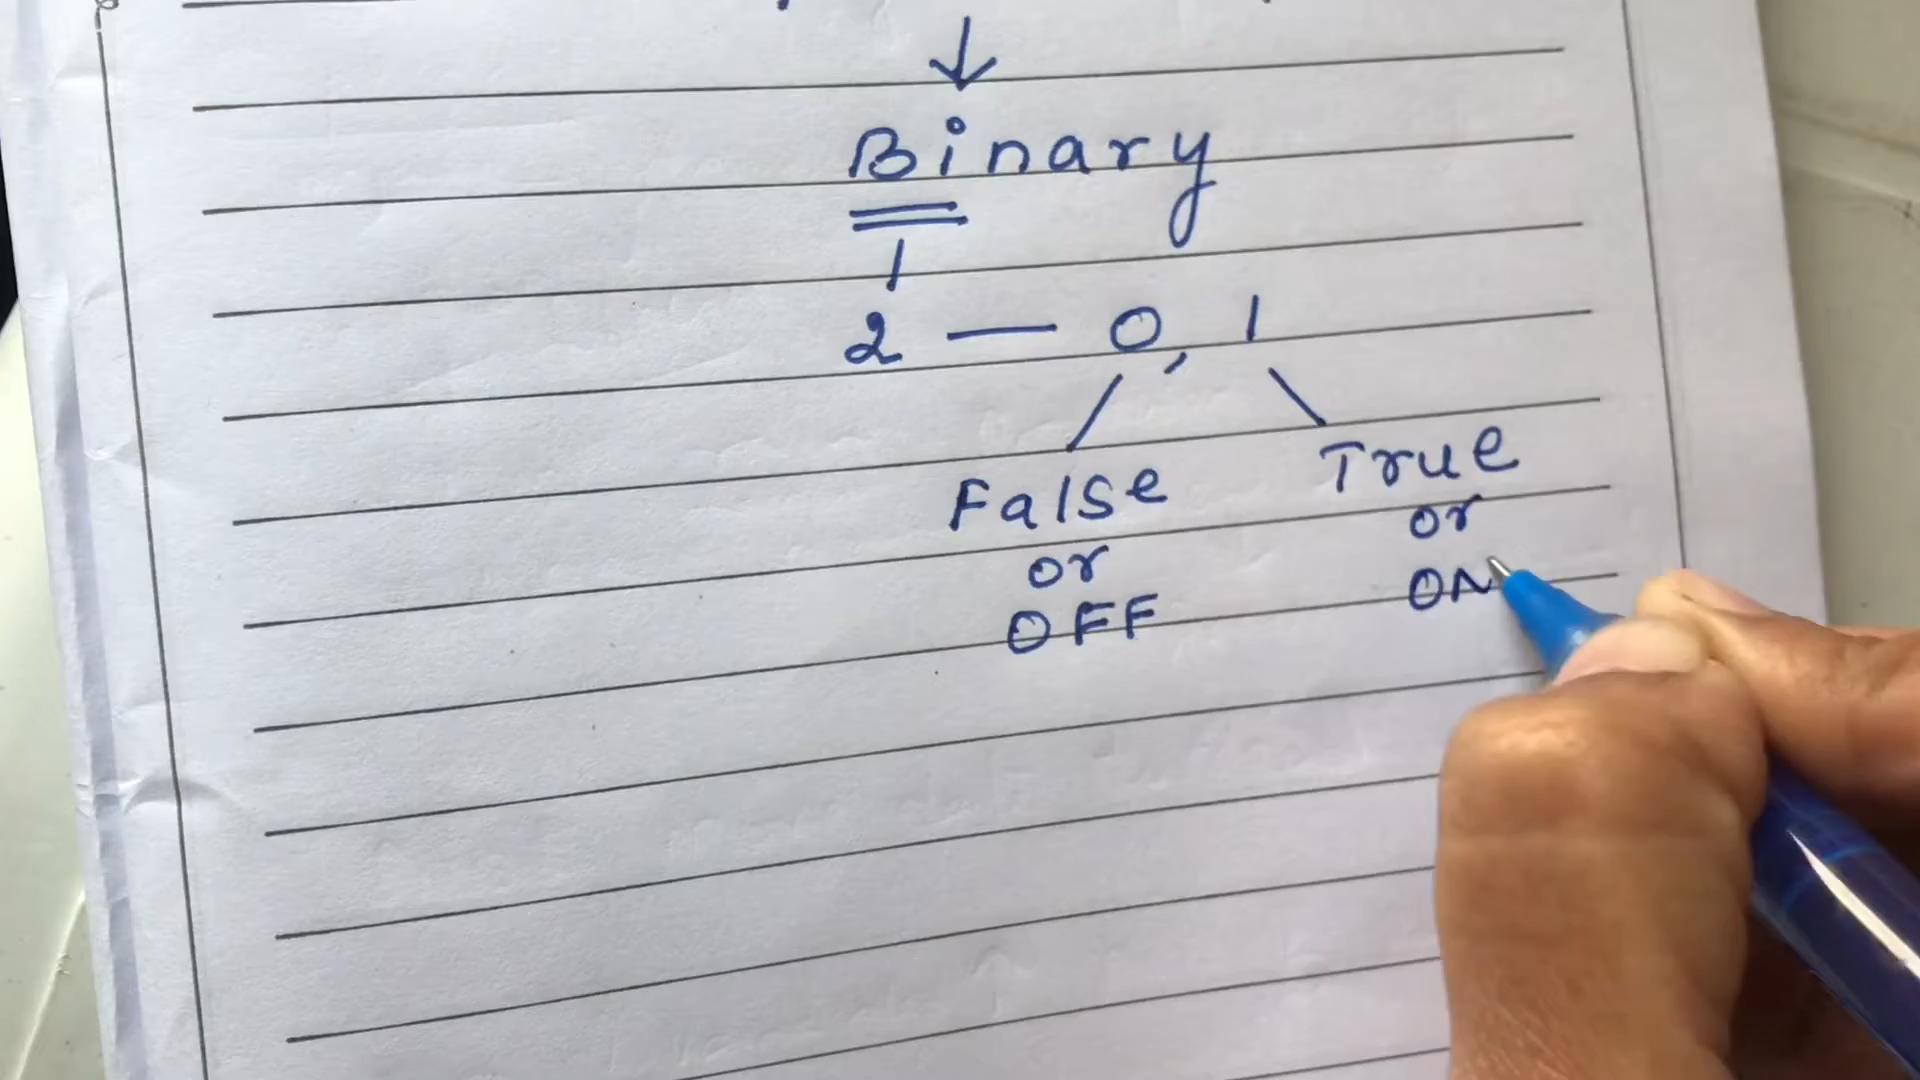 Binary
2 — 0, 1
False True
or or
OFF ON